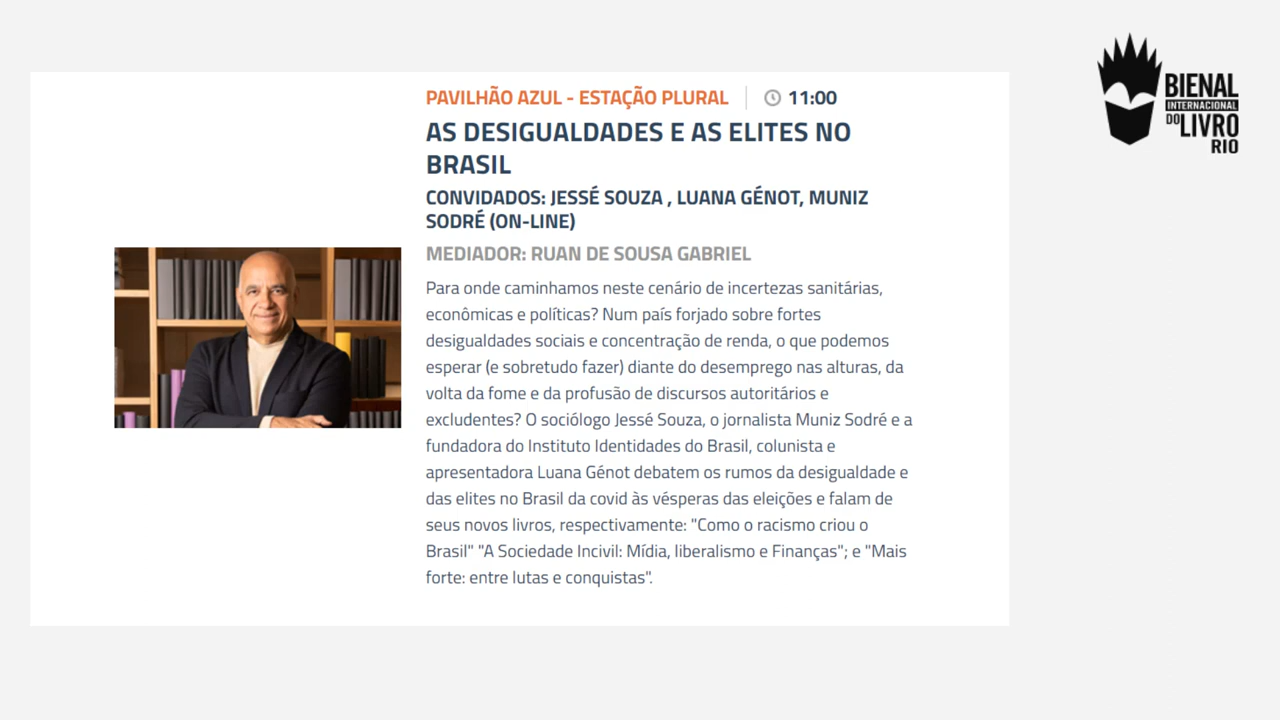 PAVILHÃO AZUL - ESTAÇÃO PLURAL 11:00
AS DESIGUALDADES E AS ELITES NO
BRASIL
CONVIDADOS: JESSÉ SOUZA , LUANA GÉNOT, MUNIZ
SODRÉ (ON-LINE)
MEDIADOR: RUAN DE SOUSA GABRIEL
Para onde caminhamos neste cenário de incertezas sanitárias,
econômicas e políticas? Num país forjado sobre fortes
desigualdades sociais e concentração de renda, o que podemos
esperar (e sobretudo fazer) diante do desemprego nas alturas, da
volta da fome e da profusão de discursos autoritários e
excludentes? O sociólogo Jessé Souza, o jornalista Muniz Sodré e a
fundadora do Instituto Identidades do Brasil, colunista e
apresentadora Luana Génot debatem os rumos da desigualdade e
das elites no Brasil da covid às vésperas das eleições e falam de
seus novos livros, respectivamente: "Como o racismo criou o
Brasil" "A Sociedade Incivil: Mídia, liberalismo e Finanças"; e "Mais
forte: entre lutas e conquistas".
BIENAL
INTERNACIONAL
DO LIVRO
RIO